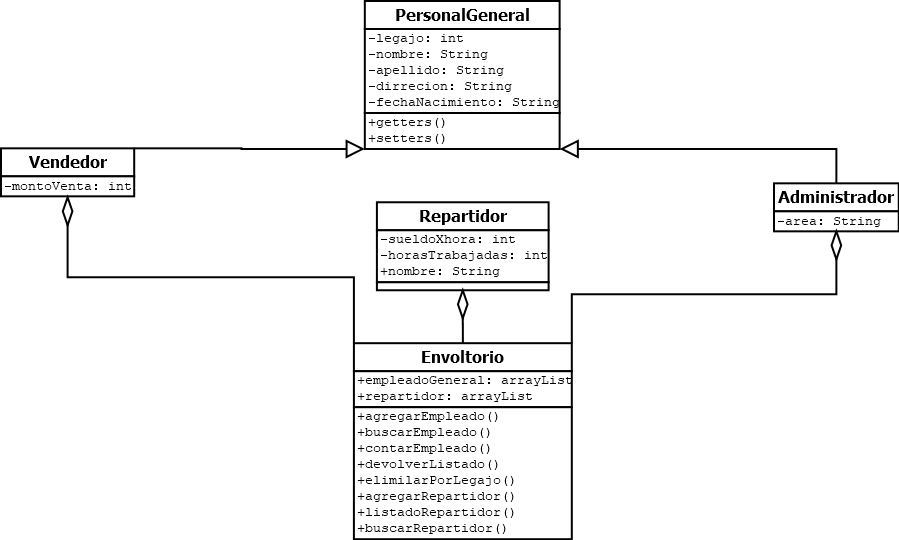 PersonalGeneral
-legajo: int
-nombre: String
-apellido: String
-dirrecion: String
-fechaNacimiento: String
+getters()
+setters()
Vendedor
-montoVenta: int
Repartidor
-sueldoXhora: int
-horasTrabajadas: int
+nombre: String
Administrador
-area: String
Envoltorio
+empleadoGeneral: arrayList
+repartidor: arrayList
+agregarEmpleado()
+buscarEmpleado()
+contarEmpleado()
+devolverListado()
+elimilarPorLegajo()
+agregarRepartidor()
+listadoRepartidor()
+buscarRepartidor()